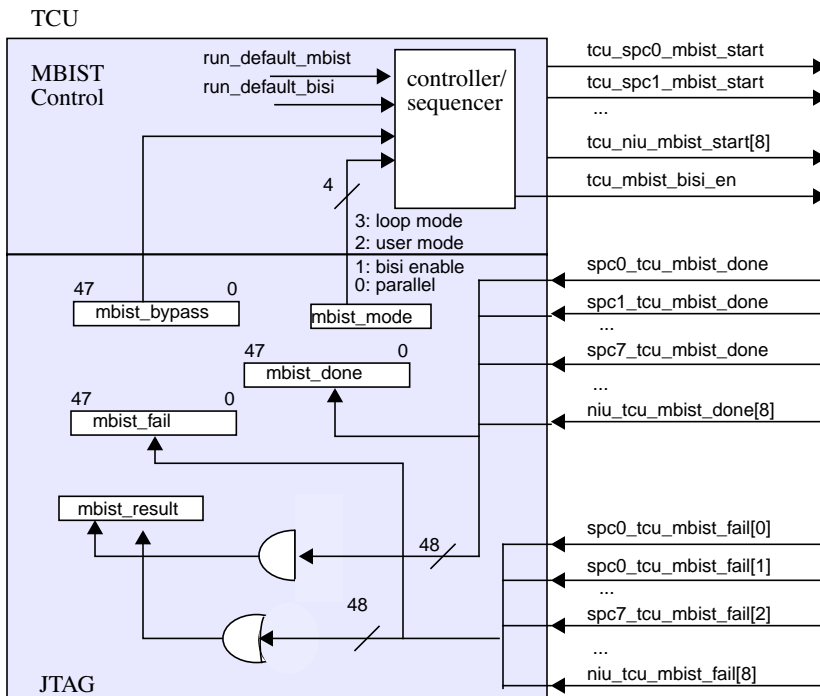 TCU
MBIST
Control
run_default_mbist
run_default_bisi
controller/
sequencer
tcu_spc0_mbist_start
tcu_spc1_mbist_start
...
tcu_niu_mbist_start[8]
tcu_mbist_bisi_en
4
3: loop mode
2: user mode
1: bisi enable
0: parallel
47 0
mbist_bypass
mbist_mode
47 0
mbist_done
47 0
mbist_fail
mbist_result
spc0_tcu_mbist_done
spc1_tcu_mbist_done
...
spc7_tcu_mbist_done
...
niu_tcu_mbist_done[8]
48
48
spc0_tcu_mbist_fail[0]
spc0_tcu_mbist_fail[1]
...
spc7_tcu_mbist_fail[2]
...
niu_tcu_mbist_fail[8]
JTAG